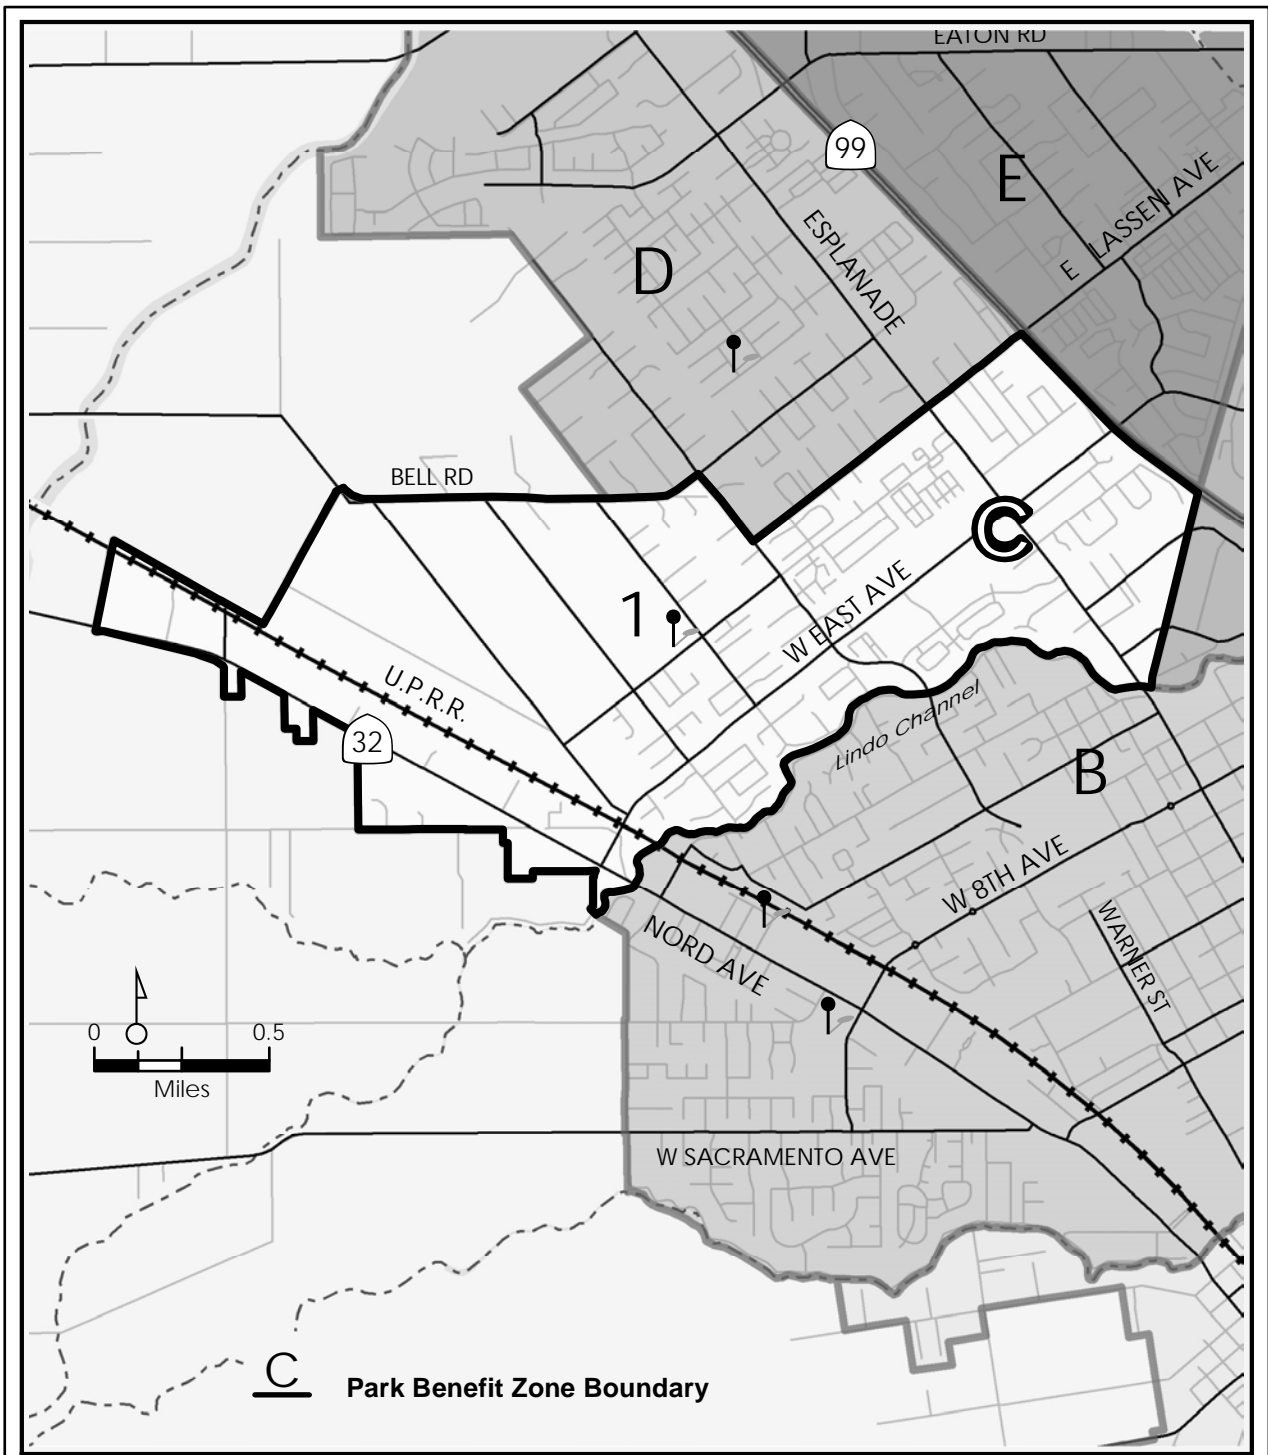 EATON RD
99
E
E LASSEN AVE
ESPLANADE
D
BELL RD
C
1
W EAST AVE
U.P.R.R.
32
Lindo Channel
B
W 8TH AVE
WARNER ST
NORD AVE
0 0.5
Miles
W SACRAMENTO AVE
C Park Benefit Zone Boundary